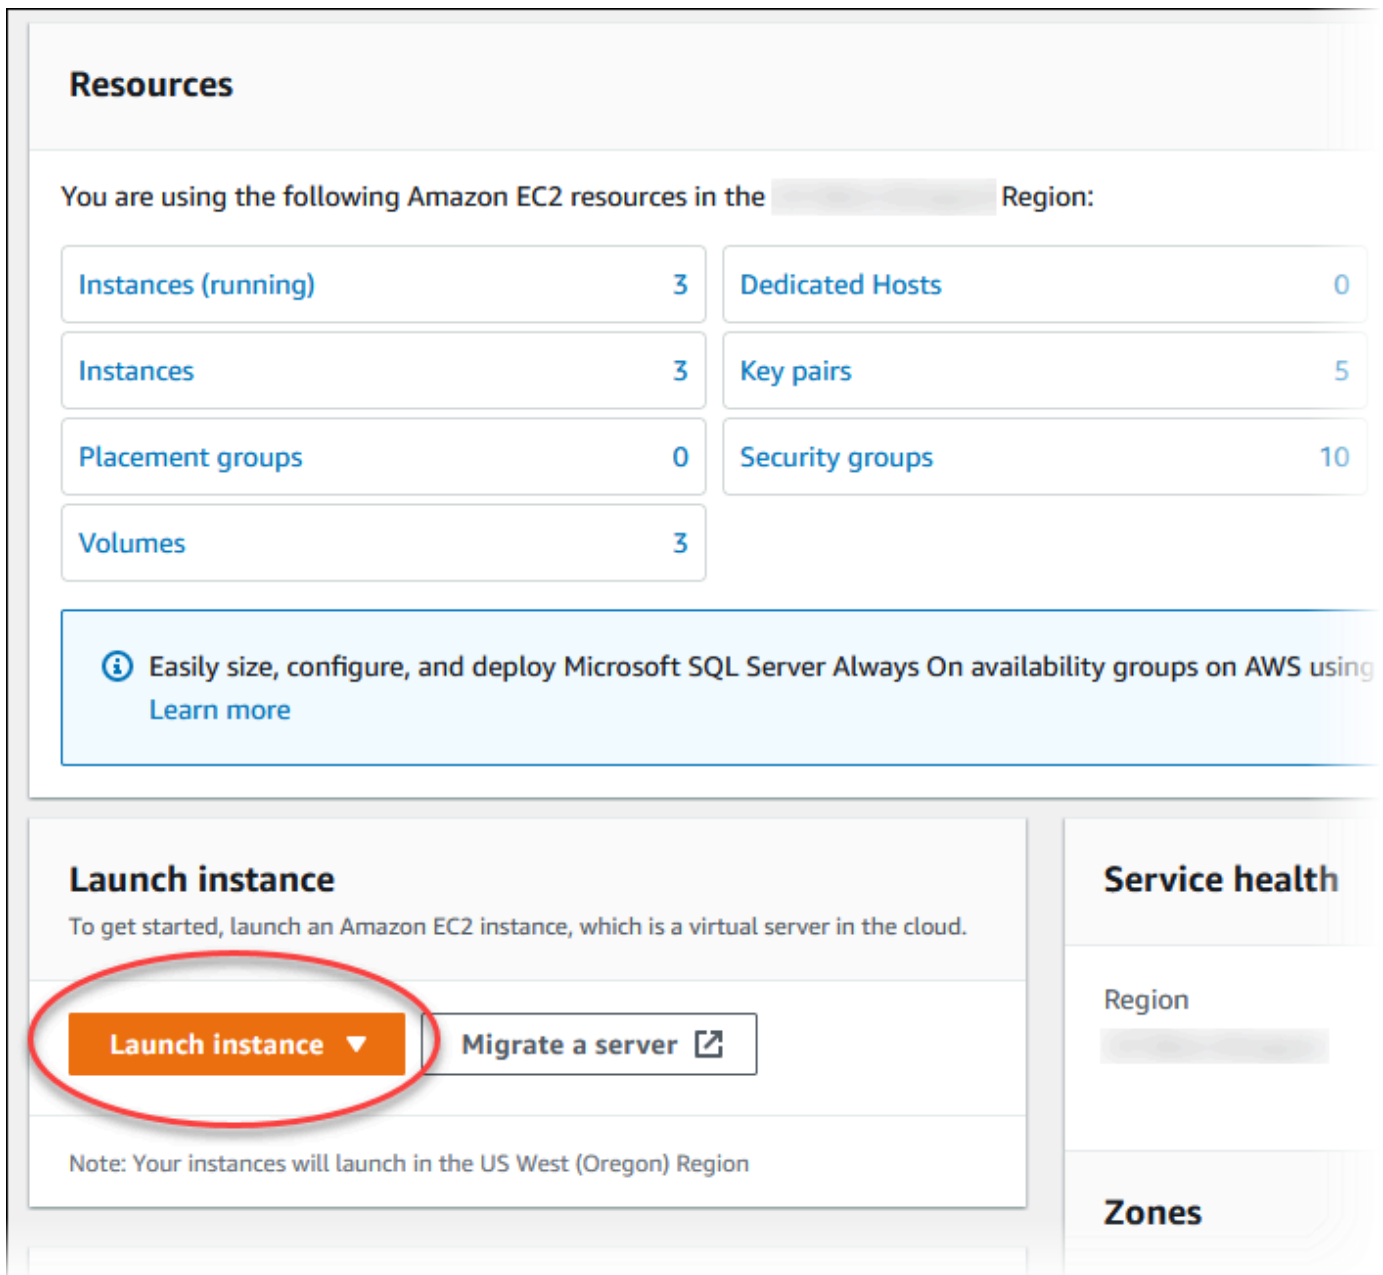 Resources
You are using the following Amazon EC2 resources in the Region:
Instances (running) 3 Dedicated Hosts 0
Instances 3 Key pairs 5
Placement groups 0 Security groups 10
Volumes 3
Easily size, configure, and deploy Microsoft SQL Server Always On availability groups on AWS using
Learn more
Launch instance
To get started, launch an Amazon EC2 instance, which is a virtual server in the cloud.
Launch instance Migrate a server
Note: Your instances will launch in the US West (Oregon) Region
Service health
Region
Zones